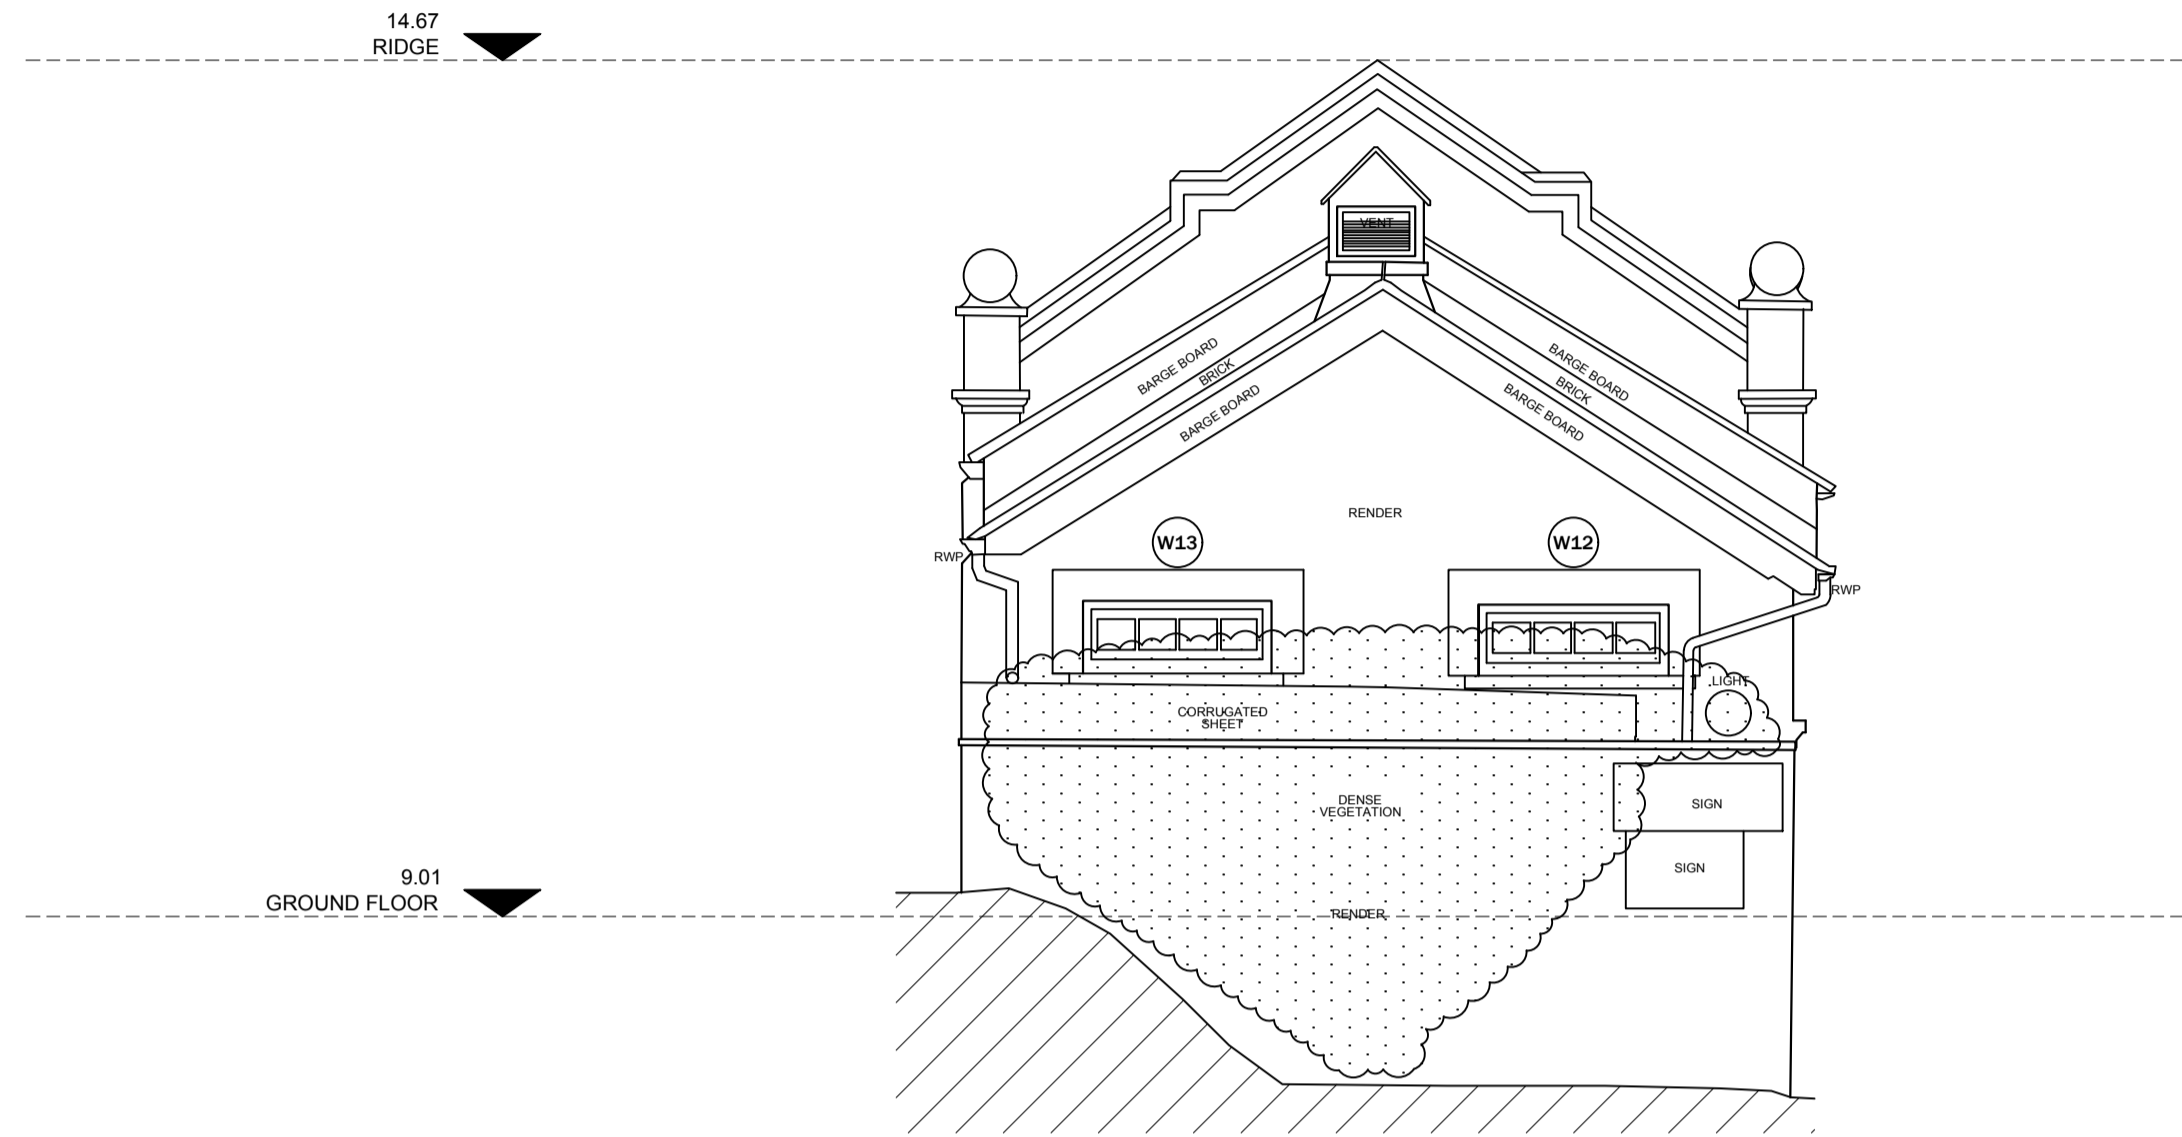 14.67
RIDGE
VENT
BARGE BOARD
BRICK
BARGE BOARD
BARGE BOARD
BRICK
BARGE BOARD
RENDER
W13
W12
RWP
RWP
LIGHT
CORRUGATED
SHEET
DENSE
VEGETATION
SIGN
SIGN
9.01
GROUND FLOOR
RENDER